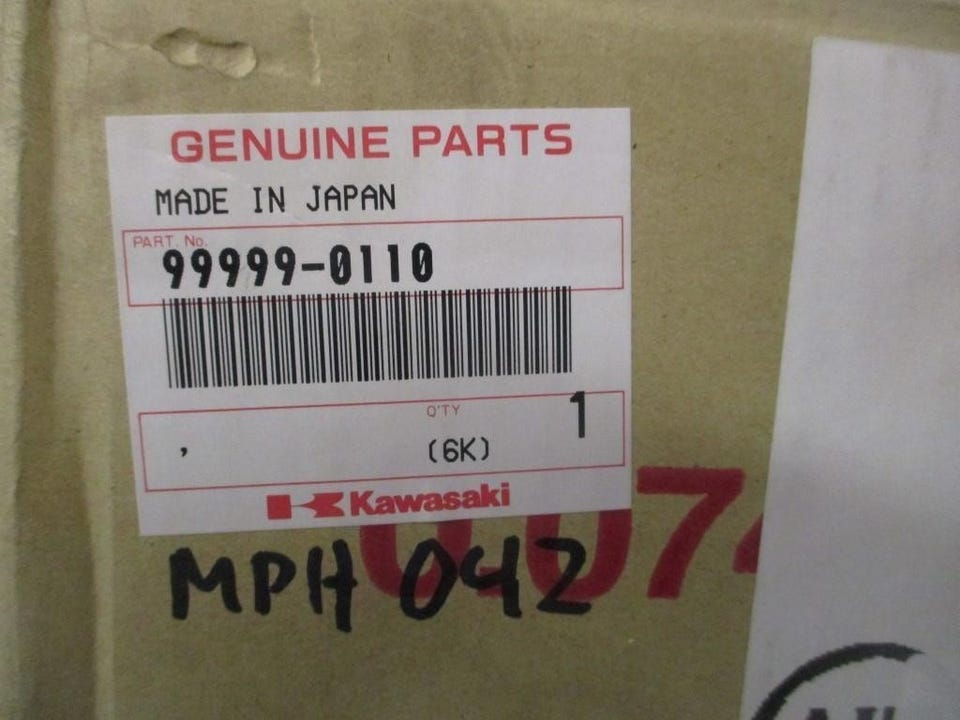 GENUINE PARTS
MADE IN JAPAN
PART. No.
99999-0110
Q'TY
1
,
(6K)
Kawasaki
MPH 042